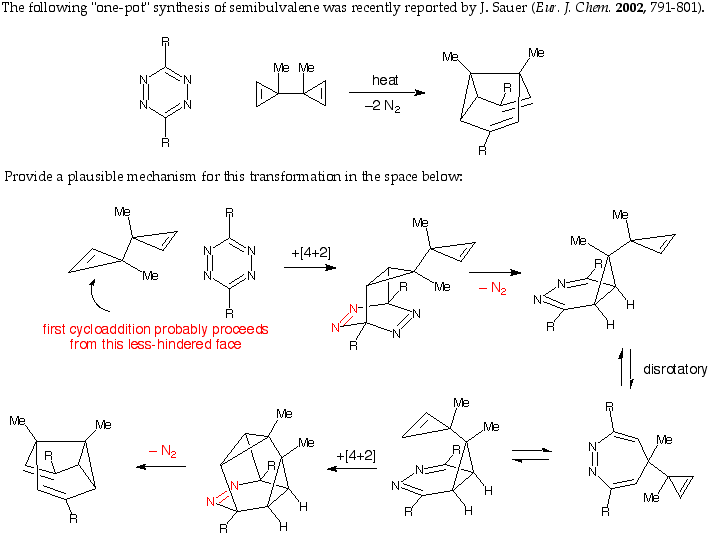 The following "one-pot" synthesis of semibulvalene was recently reported by J. Sauer (Eur. J. Chem. 2002, 791-801).
R
N N
N N
R
Me Me
heat
–2 N2
Me
Me
R
R
Provide a plausible mechanism for this transformation in the space below:
Me
Me
R
N N
N N
R
+[4+2]
Me
Me
R
N
N
N
N
R
– N2
Me
Me
R
N
N
R
H
H
first cycloaddition probably proceeds
from this less-hindered face
disrotatory
R
N
N
R
Me
Me
Me
Me
R
N
N
R
H
H
+[4+2]
Me
Me
R
N
N
R
H
H
– N2
Me
Me
R
R